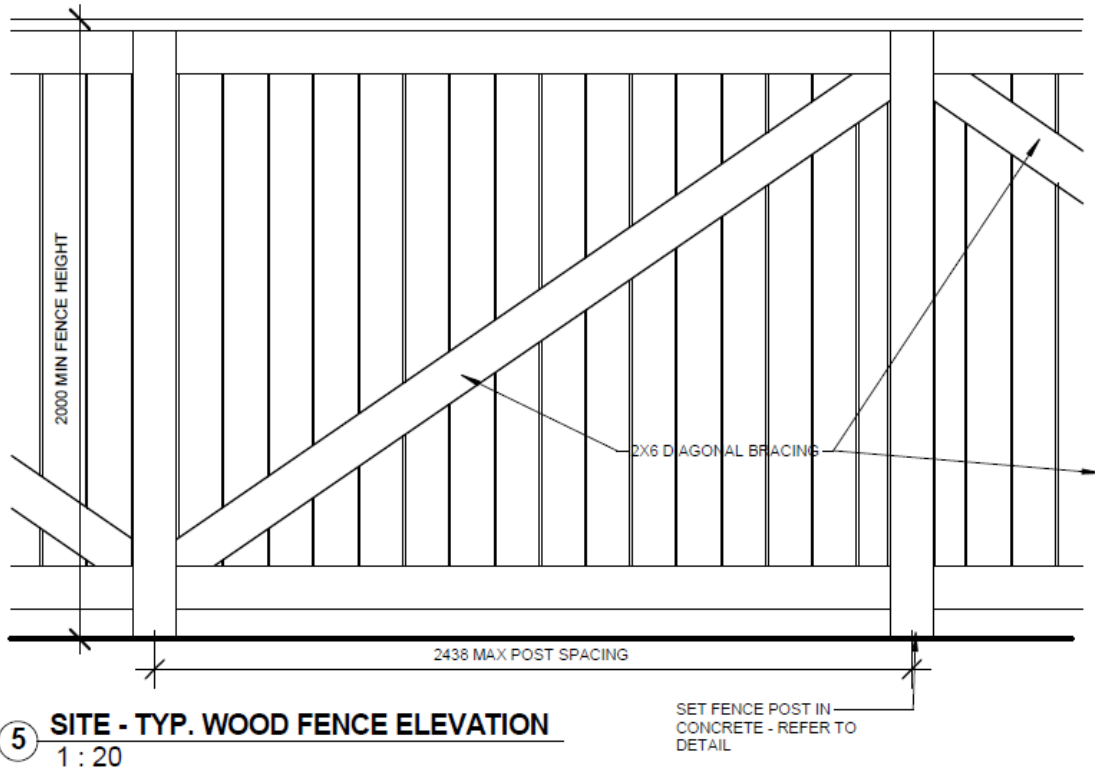 2000 MIN FENCE HEIGHT
2X6 DIAGONAL BRACING
2438 MAX POST SPACING
SET FENCE POST IN
CONCRETE - REFER TO
DETAIL
5 SITE - TYP. WOOD FENCE ELEVATION
1 : 20